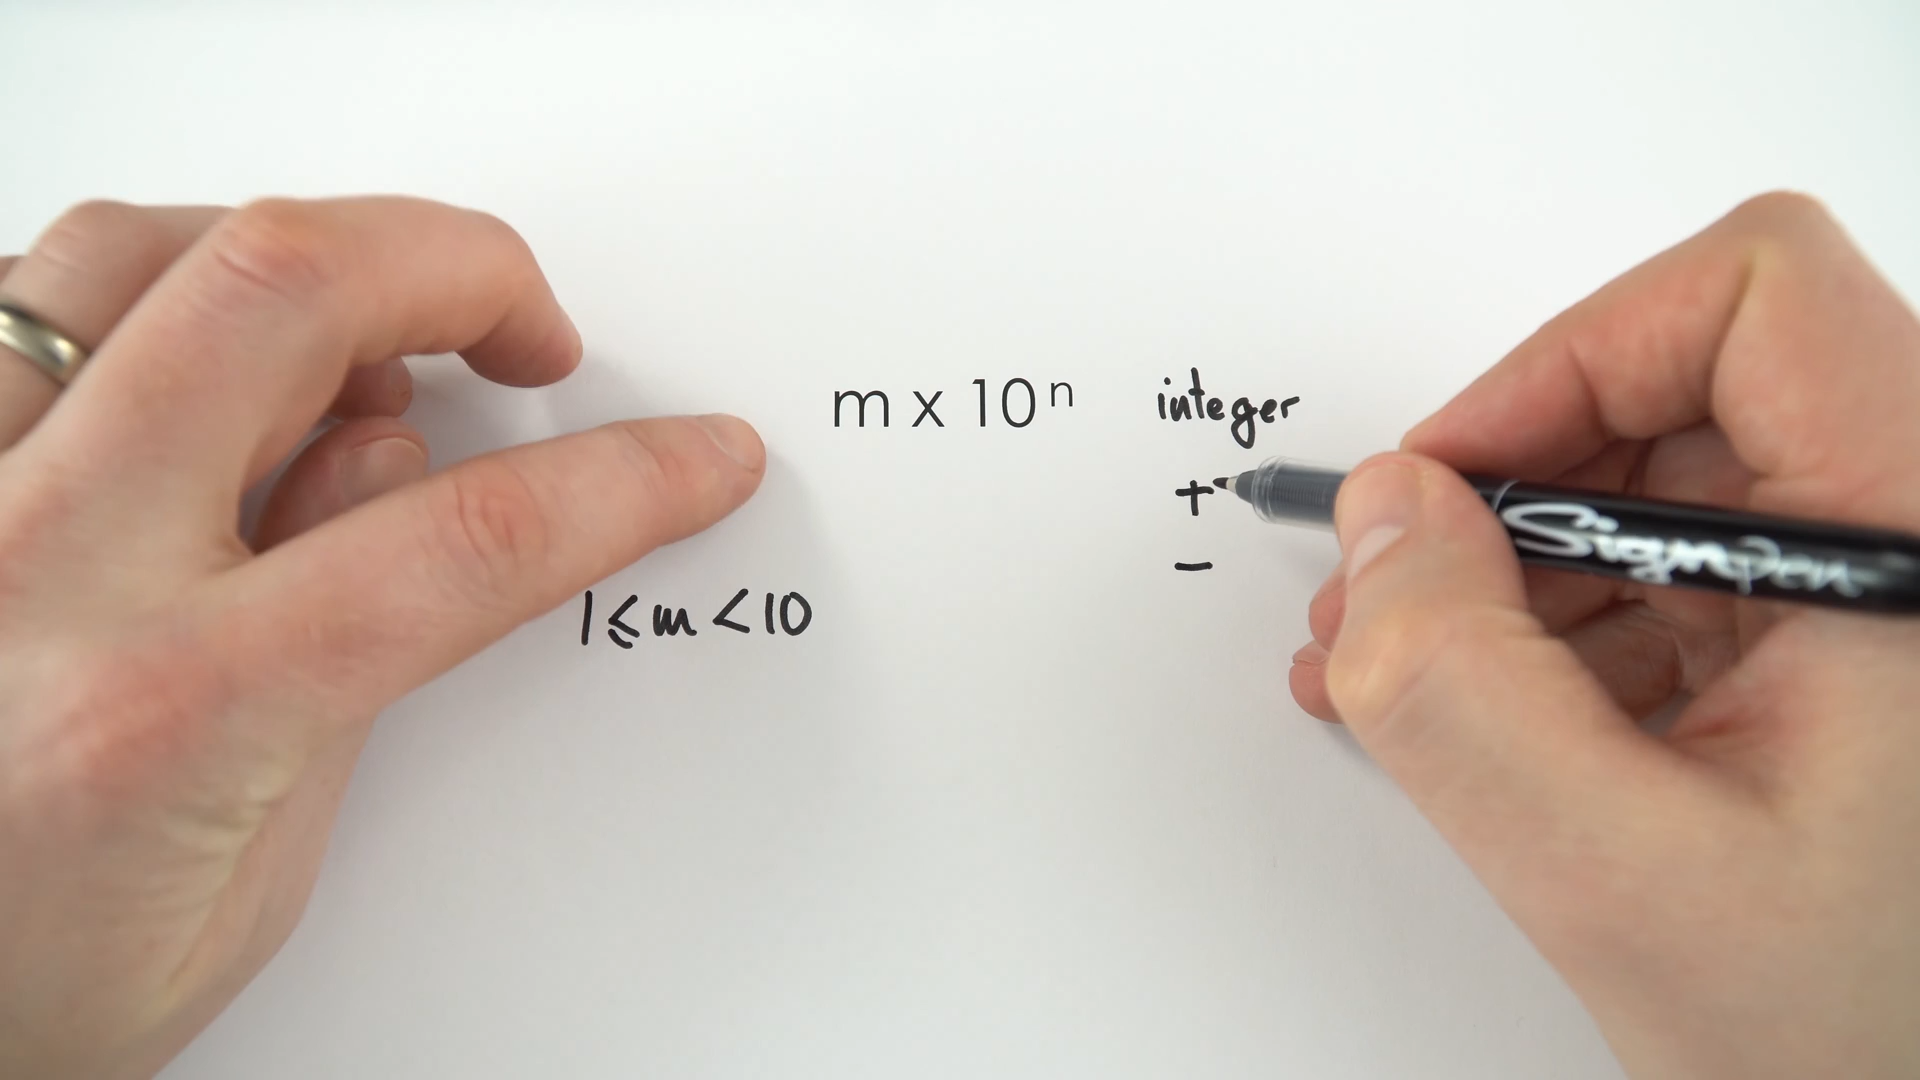 m x 10ⁿ integer
+
−
1 ≤ m < 10
Signpen